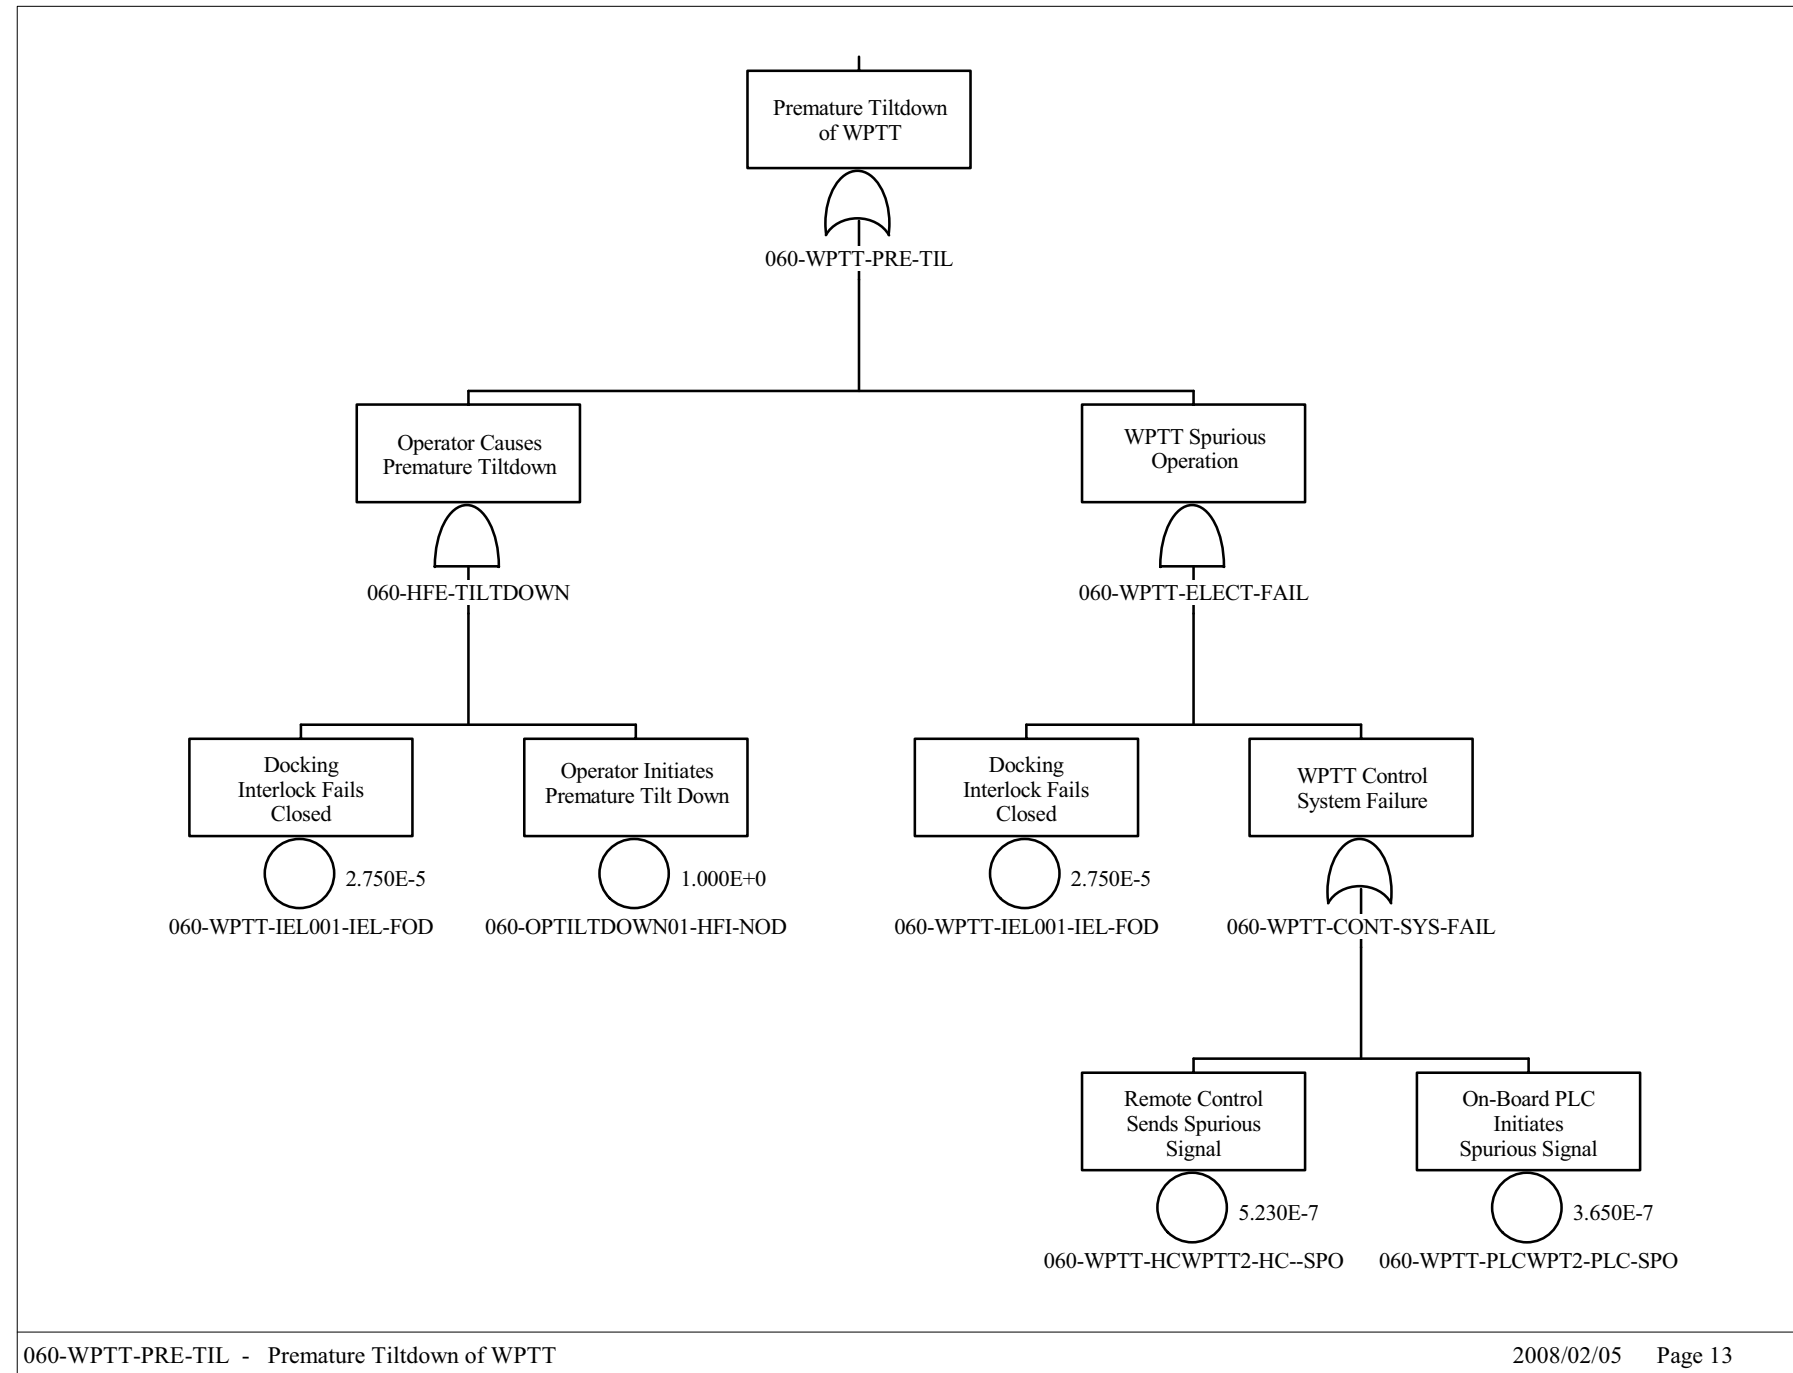 Premature Tiltdown
of WPTT
060-WPTT-PRE-TIL
Operator Causes
Premature Tiltdown
060-HFE-TILTDOWN
WPTT Spurious
Operation
060-WPTT-ELECT-FAIL
Docking
Interlock Fails
Closed
2.750E-5
060-WPTT-IEL001-IEL-FOD
Operator Initiates
Premature Tilt Down
1.000E+0
060-OPTILTDOWN01-HFI-NOD
Docking
Interlock Fails
Closed
2.750E-5
060-WPTT-IEL001-IEL-FOD
WPTT Control
System Failure
060-WPTT-CONT-SYS-FAIL
Remote Control
Sends Spurious
Signal
5.230E-7
060-WPTT-HCWPTT2-HC--SPO
On-Board PLC
Initiates
Spurious Signal
3.650E-7
060-WPTT-PLCWPT2-PLC-SPO
060-WPTT-PRE-TIL - Premature Tiltdown of WPTT
2008/02/05 Page 13